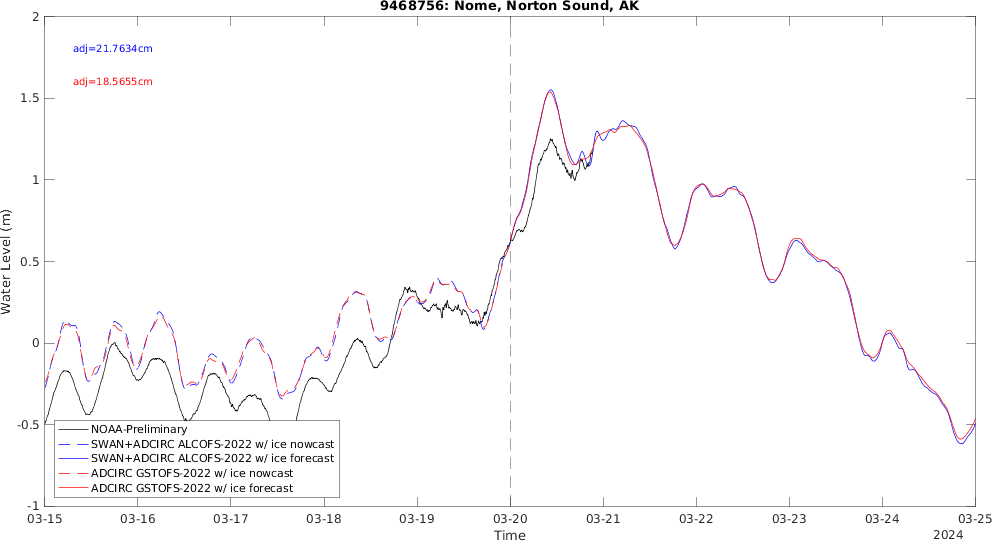 9468756: Nome, Norton Sound, AK
2
adj=21.7634cm
adj=18.5655cm
1.5
1
0.5
0
-0.5
-1
Water Level (m)
NOAA-Preliminary
SWAN+ADCIRC ALCOFS-2022 w/ ice nowcast
SWAN+ADCIRC ALCOFS-2022 w/ ice forecast
ADCIRC GSTOFS-2022 w/ ice nowcast
ADCIRC GSTOFS-2022 w/ ice forecast
03-15 03-16 03-17 03-18 03-19 03-20 03-21 03-22 03-23 03-24 03-25
Time
2024